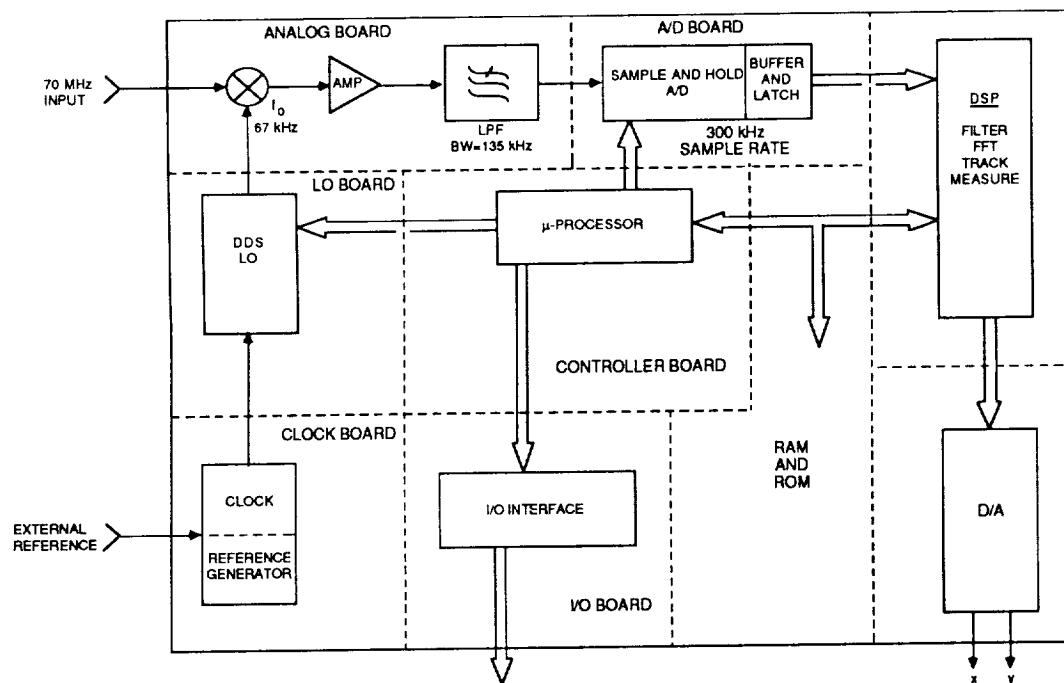 ANALOG BOARD
A/D BOARD
70 MHz
INPUT
AMP
f₀
67 kHz
LPF
BW=135 kHz
SAMPLE AND HOLD
A/D
BUFFER
AND
LATCH
300 kHz
SAMPLE RATE
DSP
FILTER
FFT
TRACK
MEASURE
LO BOARD
DDS
LO
μ-PROCESSOR
CONTROLLER BOARD
CLOCK BOARD
RAM
AND
ROM
EXTERNAL
REFERENCE
CLOCK
REFERENCE
GENERATOR
I/O INTERFACE
I/O BOARD
D/A
X
Y